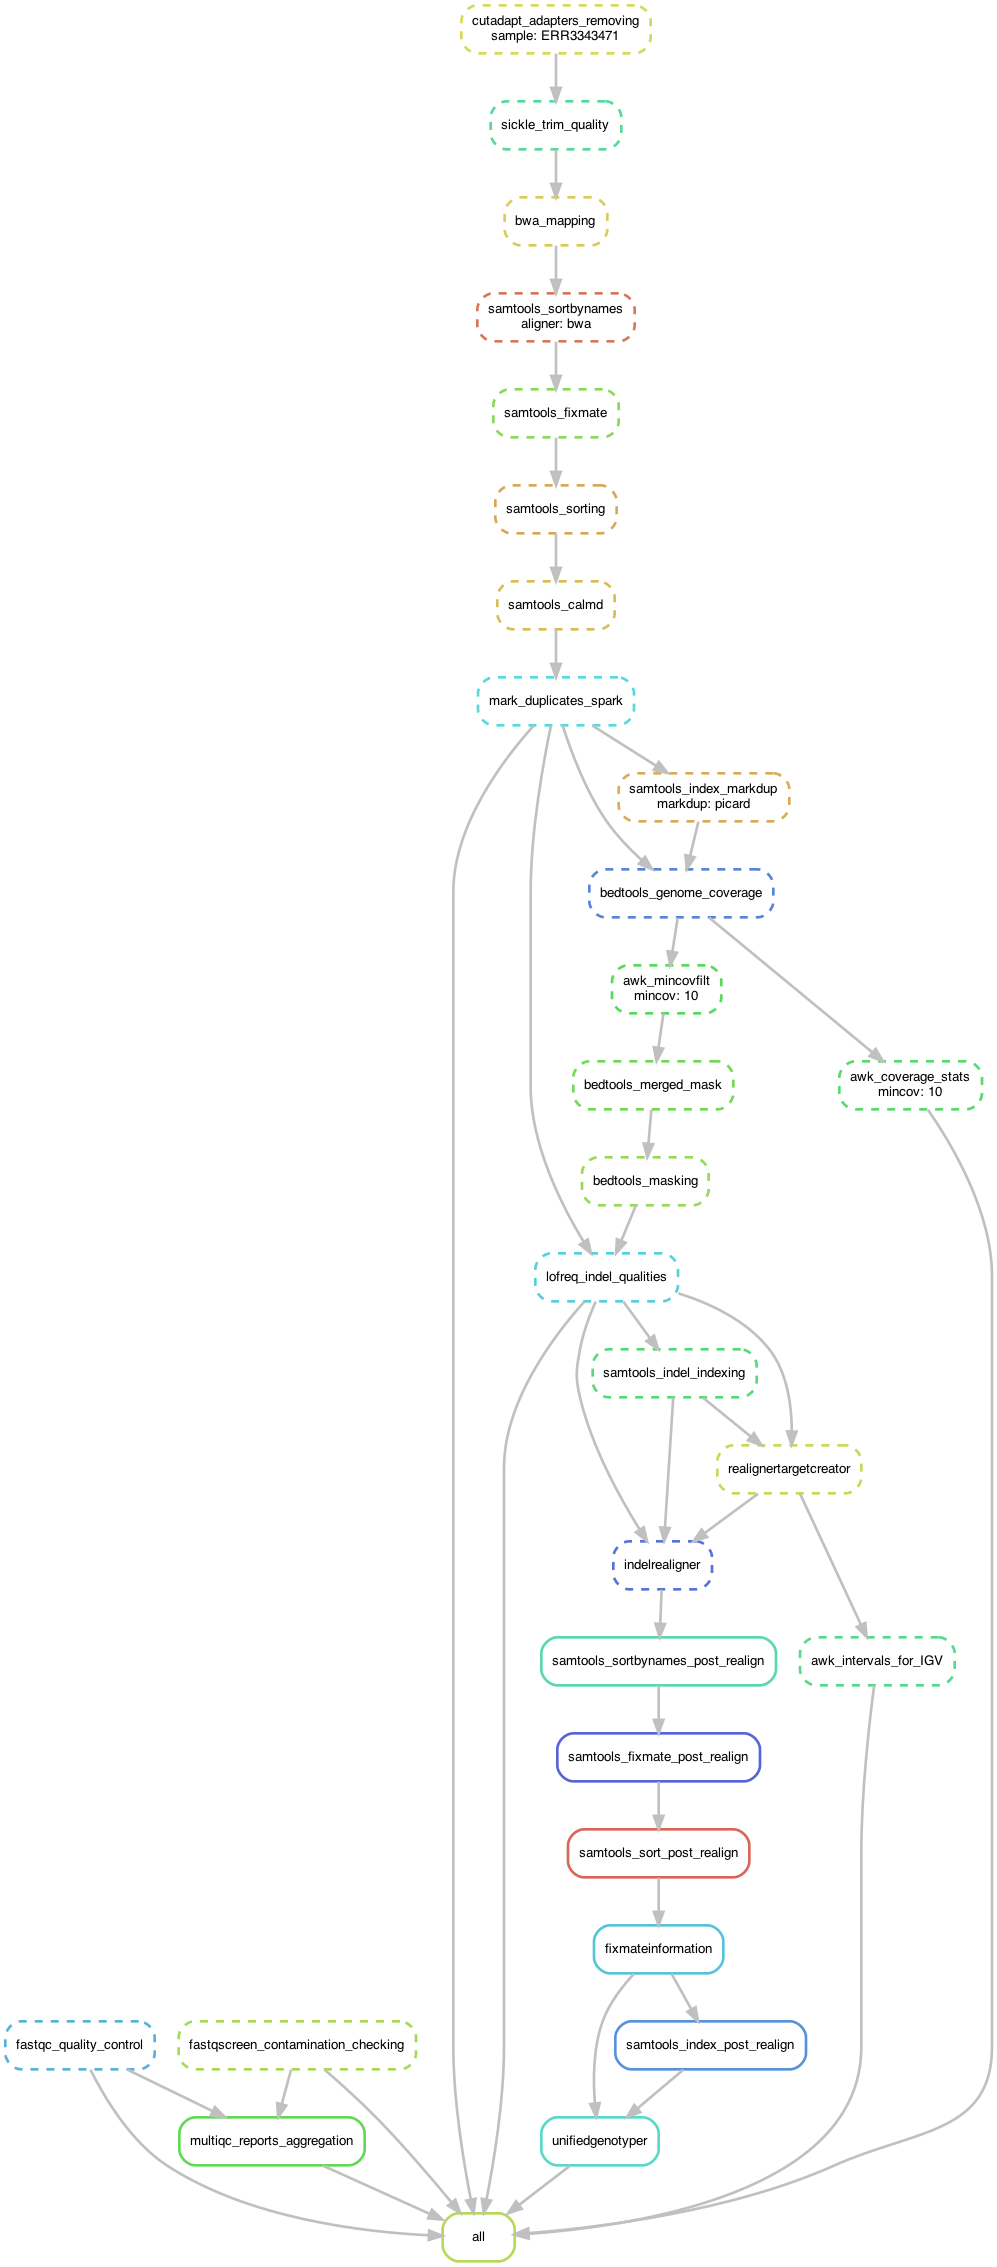 cutadapt_adapters_removing
sample: ERR3343471
sickle_trim_quality
bwa_mapping
samtools_sortbynames
aligner: bwa
samtools_fixmate
samtools_sorting
samtools_calmd
mark_duplicates_spark
samtools_index_markdup
markdup: picard
bedtools_genome_coverage
awk_mincovfilt
mincov: 10
bedtools_merged_mask
awk_coverage_stats
mincov: 10
bedtools_masking
lofreq_indel_qualities
samtools_indel_indexing
realignertargetcreator
indelrealigner
samtools_sortbynames_post_realign
awk_intervals_for_IGV
samtools_fixmate_post_realign
samtools_sort_post_realign
fixmateinformation
fastqc_quality_control
fastqscreen_contamination_checking
samtools_index_post_realign
multiqc_reports_aggregation
unifiedgenotyper
all